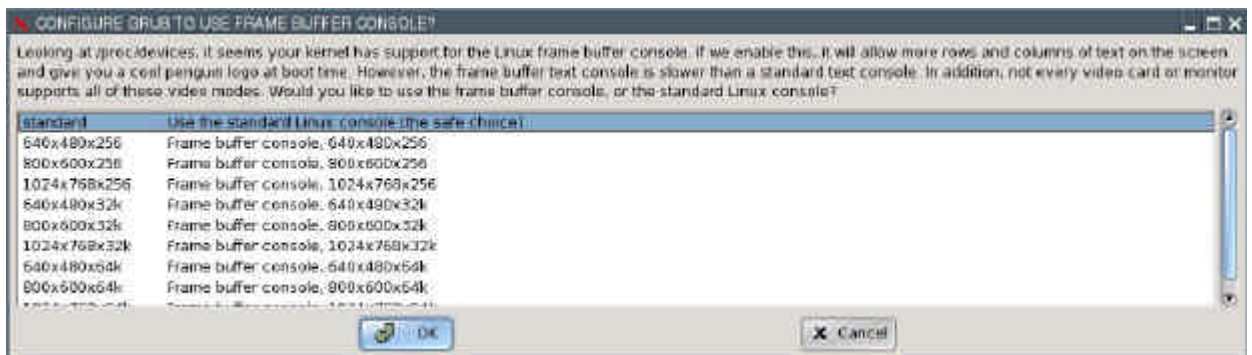 CONFIGURE GRUB TO USE FRAME BUFFER CONSOLE?
Looking at /proc/devices, it seems your kernel has support for the Linux frame buffer console. If we enable this, it will allow more rows and columns of text on the screen
and give you a cool penguin logo at boot time. However, the frame buffer text console is slower than a standard text console. In addition, not every video card or monitor
supports all of these video modes. Would you like to use the frame buffer console, or the standard Linux console?
standard Use the standard Linux console (the safe choice)
640x480x256 Frame buffer console, 640x480x256
800x600x256 Frame buffer console, 800x600x256
1024x768x256 Frame buffer console, 1024x768x256
640x480x32k Frame buffer console, 640x480x32k
800x600x32k Frame buffer console, 800x600x32k
1024x768x32k Frame buffer console, 1024x768x32k
640x480x64k Frame buffer console, 640x480x64k
800x600x64k Frame buffer console, 800x600x64k
OK Cancel